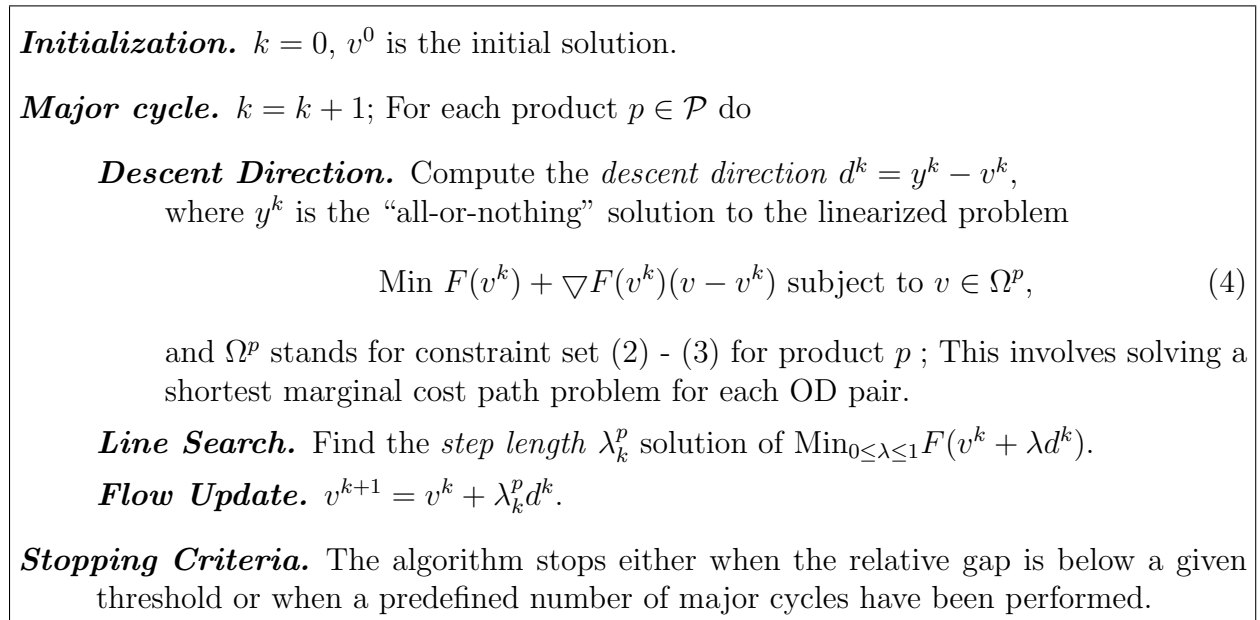 Initialization. k = 0, v^0 is the initial solution.
Major cycle. k = k + 1; For each product p ∈ 𝒫 do
Descent Direction. Compute the descent direction d^k = y^k − v^k,
where y^k is the “all-or-nothing” solution to the linearized problem
Min F(v^k) + ▽F(v^k)(v − v^k) subject to v ∈ Ω^p, (4)
and Ω^p stands for constraint set (2) - (3) for product p ; This involves solving a
shortest marginal cost path problem for each OD pair.
Line Search. Find the step length λ_k^p solution of Min_{0≤λ≤1}F(v^k + λd^k).
Flow Update. v^{k+1} = v^k + λ_k^p d^k.
Stopping Criteria. The algorithm stops either when the relative gap is below a given
threshold or when a predefined number of major cycles have been performed.